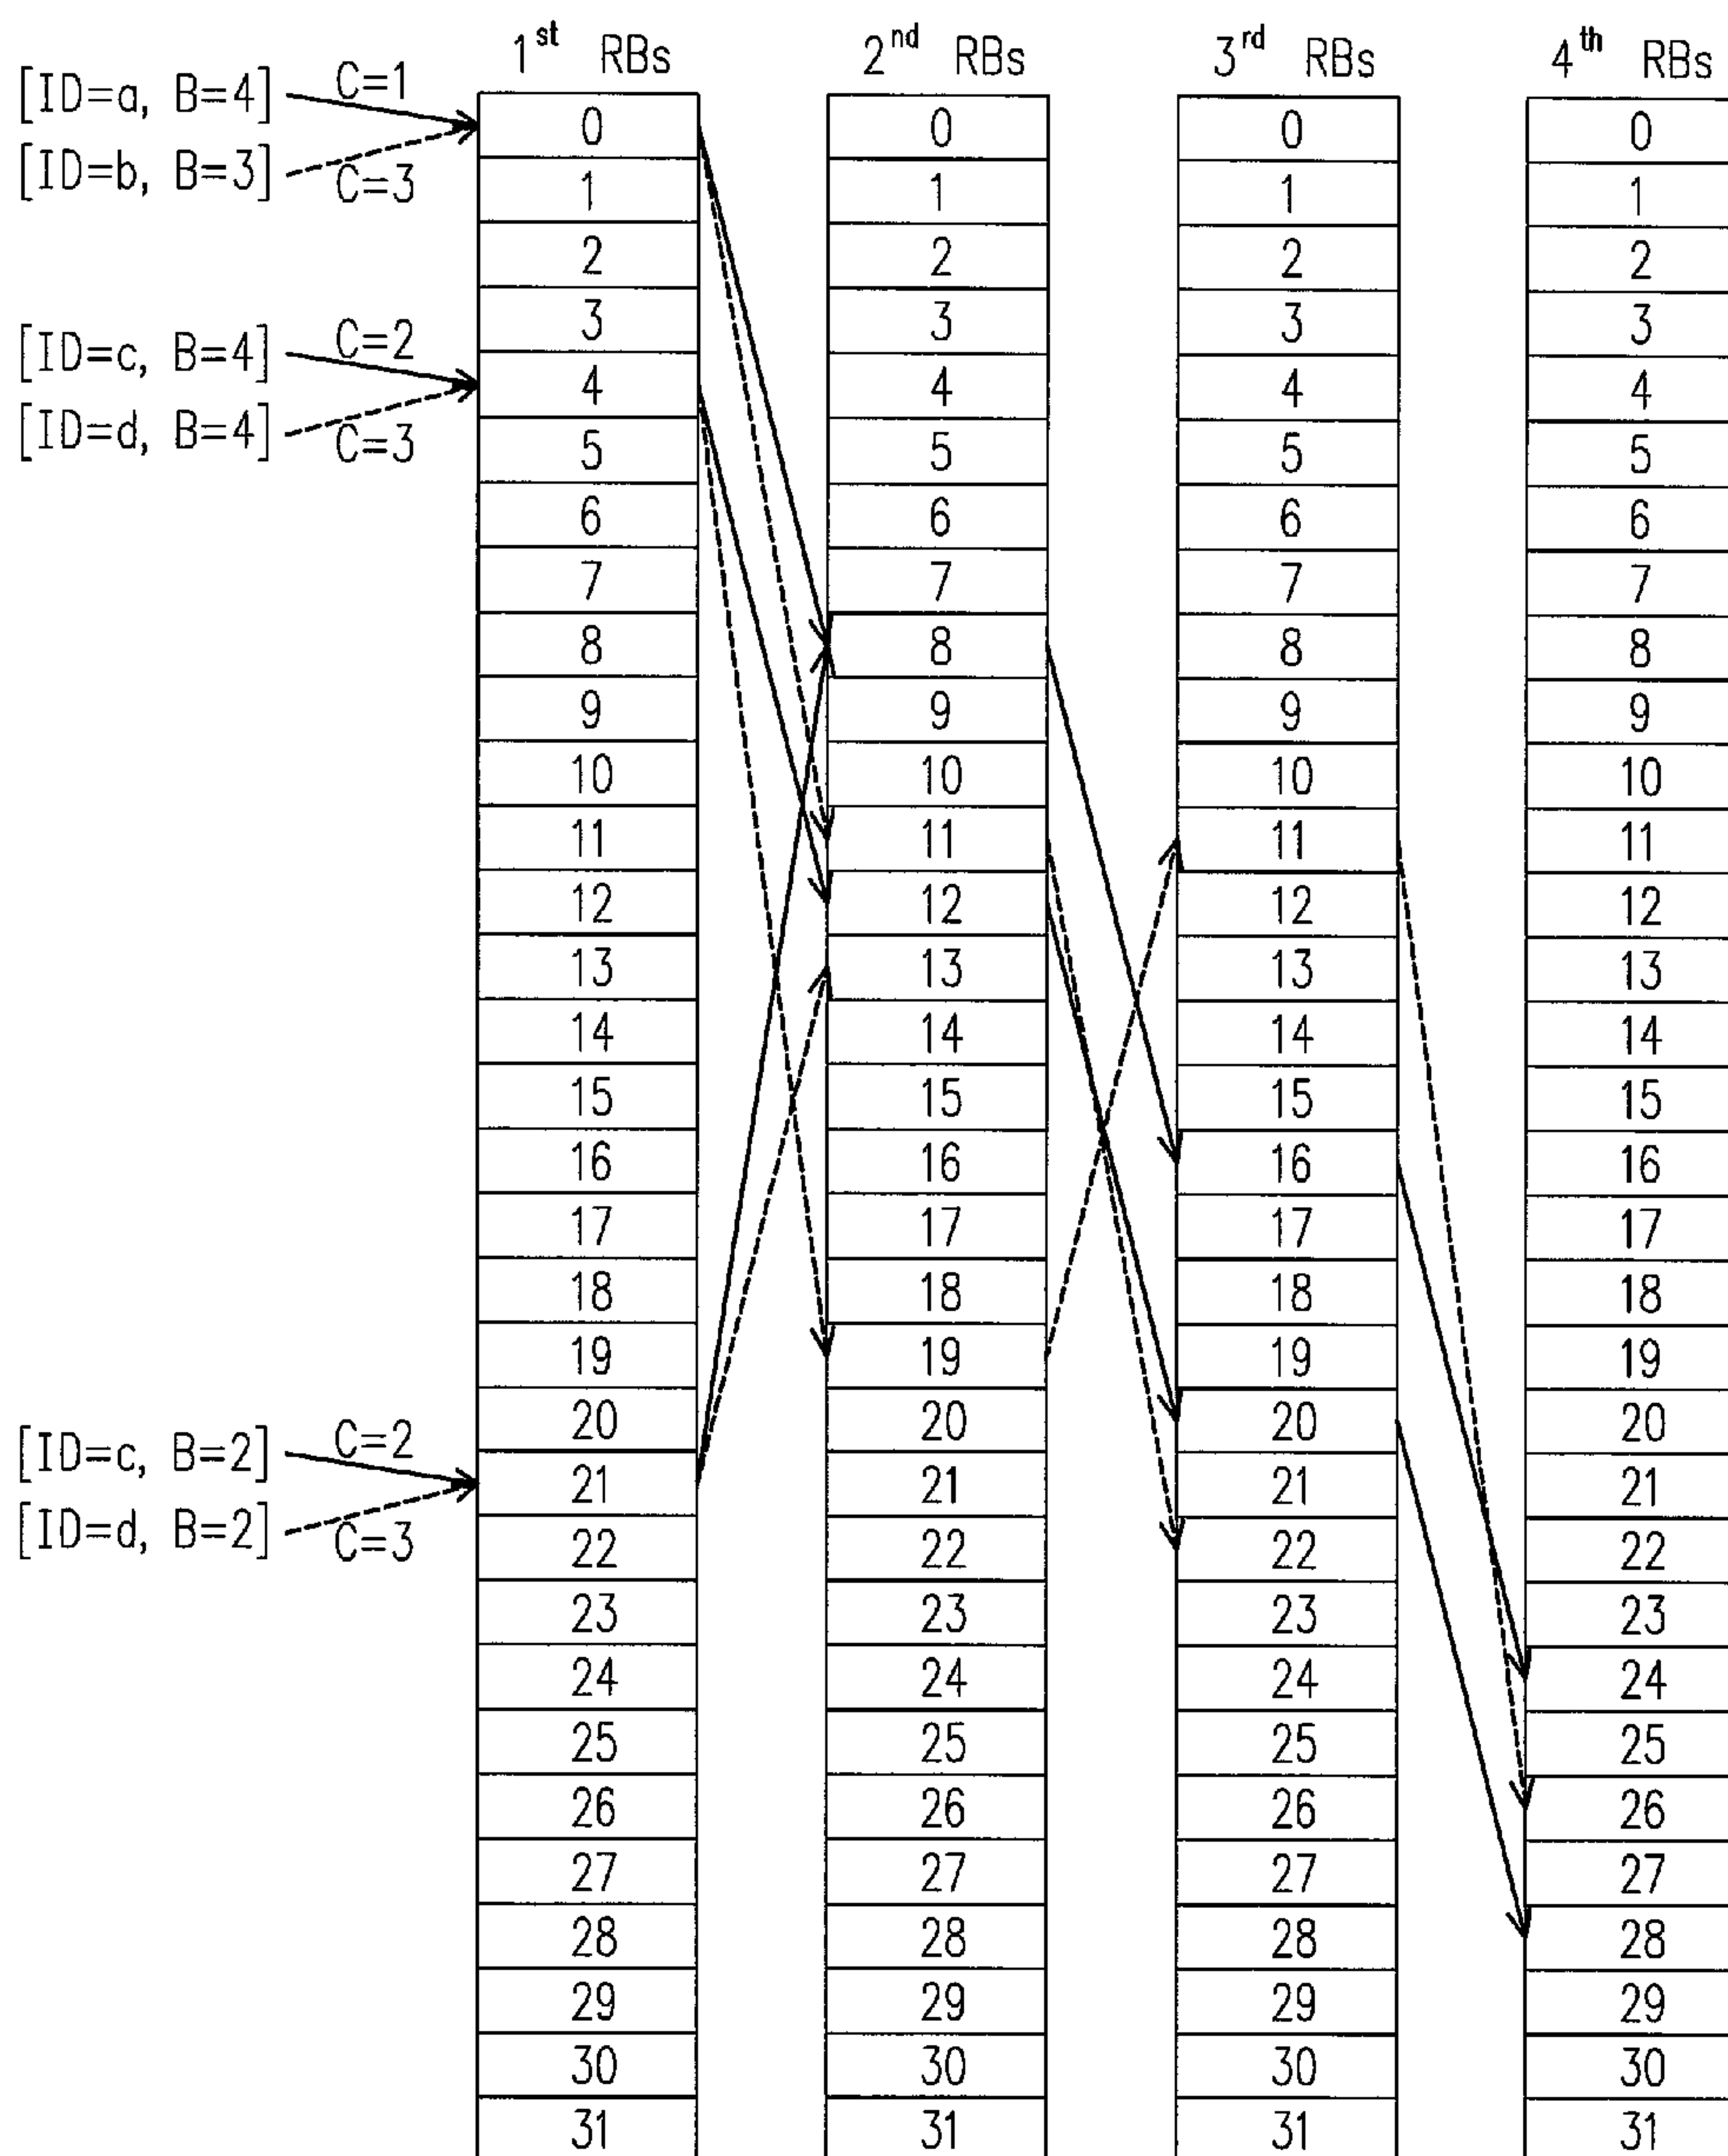 1st RBs 2nd RBs 3rd RBs 4th RBs
[ID=a, B=4] C=1
[ID=b, B=3] C=3
[ID=c, B=4] C=2
[ID=d, B=4] C=3
[ID=c, B=2] C=2
[ID=d, B=2] C=3
0 0 0 0
1 1 1 1
2 2 2 2
3 3 3 3
4 4 4 4
5 5 5 5
6 6 6 6
7 7 7 7
8 8 8 8
9 9 9 9
10 10 10 10
11 11 11 11
12 12 12 12
13 13 13 13
14 14 14 14
15 15 15 15
16 16 16 16
17 17 17 17
18 18 18 18
19 19 19 19
20 20 20 20
21 21 21 21
22 22 22 22
23 23 23 23
24 24 24 24
25 25 25 25
26 26 26 26
27 27 27 27
28 28 28 28
29 29 29 29
30 30 30 30
31 31 31 31